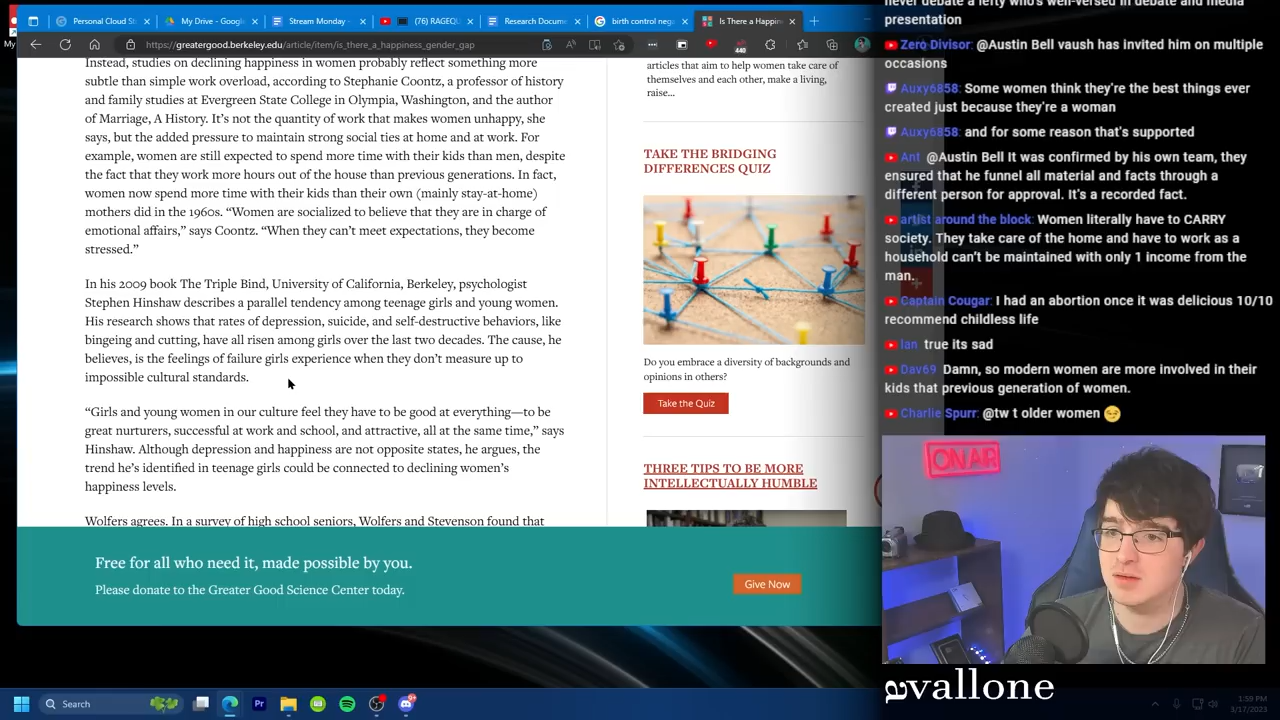 Personal Cloud St
My Drive - Google
Stream Monday
(76) RAGEQU
Research Docume
birth control nega
Is There a Happin
https://greatergood.berkeley.edu/article/item/is_there_a_happiness_gender_gap
440
Instead, studies on declining happiness in women probably reflect something more
subtle than simple work overload, according to Stephanie Coontz, a professor of history
and family studies at Evergreen State College in Olympia, Washington, and the author
of Marriage, A History. It's not the quantity of work that makes women unhappy, she
says, but the added pressure to maintain strong social ties at home and at work. For
example, women are still expected to spend more time with their kids than men, despite
the fact that they work more hours out of the house than previous generations. In fact,
women now spend more time with their kids than their own (mainly stay-at-home)
mothers did in the 1960s. “Women are socialized to believe that they are in charge of
emotional affairs,” says Coontz. “When they can't meet expectations, they become
stressed.”
In his 2009 book The Triple Bind, University of California, Berkeley, psychologist
Stephen Hinshaw describes a parallel tendency among teenage girls and young women.
His research shows that rates of depression, suicide, and self-destructive behaviors, like
bingeing and cutting, have all risen among girls over the last two decades. The cause, he
believes, is the feelings of failure girls experience when they don't measure up to
impossible cultural standards.
“Girls and young women in our culture feel they have to be good at everything—to be
great nurturers, successful at work and school, and attractive, all at the same time,” says
Hinshaw. Although depression and happiness are not opposite states, he argues, the
trend he's identified in teenage girls could be connected to declining women's
happiness levels.
Wolfers agrees. In a survey of high school seniors, Wolfers and Stevenson found that
articles that aim to help women take care of
themselves and each other, make a living,
raise...
TAKE THE BRIDGING
DIFFERENCES QUIZ
Do you embrace a diversity of backgrounds and
opinions in others?
Take the Quiz
THREE TIPS TO BE MORE
INTELLECTUALLY HUMBLE
Free for all who need it, made possible by you.
Please donate to the Greater Good Science Center today.
Give Now
never debate a lefty who's well-versed in debate and media
presentation
Zero Divisor: @Austin Bell vaush has invited him on multiple
occasions
Auxy6858: Some women think they're the best things ever
created just because they're a woman
Auxy6858: and for some reason that's supported
Ant @Austin Bell It was confirmed by his own team, they
ensured that he funnel all material and facts through a
different person for approval. It's a recorded fact.
artist around the block: Women literally have to CARRY
society. They take care of the home and have to work as a
household can't be maintained with only 1 income from the
man.
Captain Cougar: I had an abortion once it was delicious 10/10
recommend childless life
Ian true its sad
Dav69 Damn, so modern women are more involved in their
kids that previous generation of women.
Charlie Spurr: @tw t older women 😏
ON AIR
avallone
Search
1:59 PM
3/17/2023